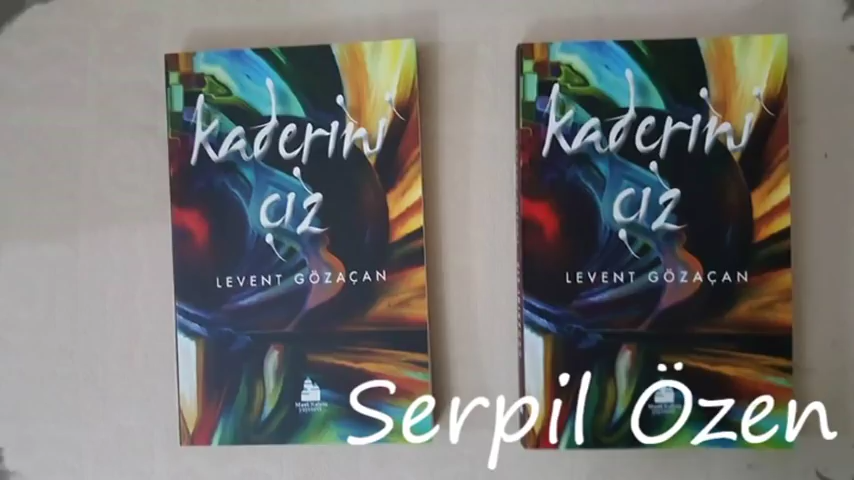 kaderini
çiz
LEVENT GÖZAÇAN
kaderini
çiz
LEVENT GÖZAÇAN
Serpil Özen